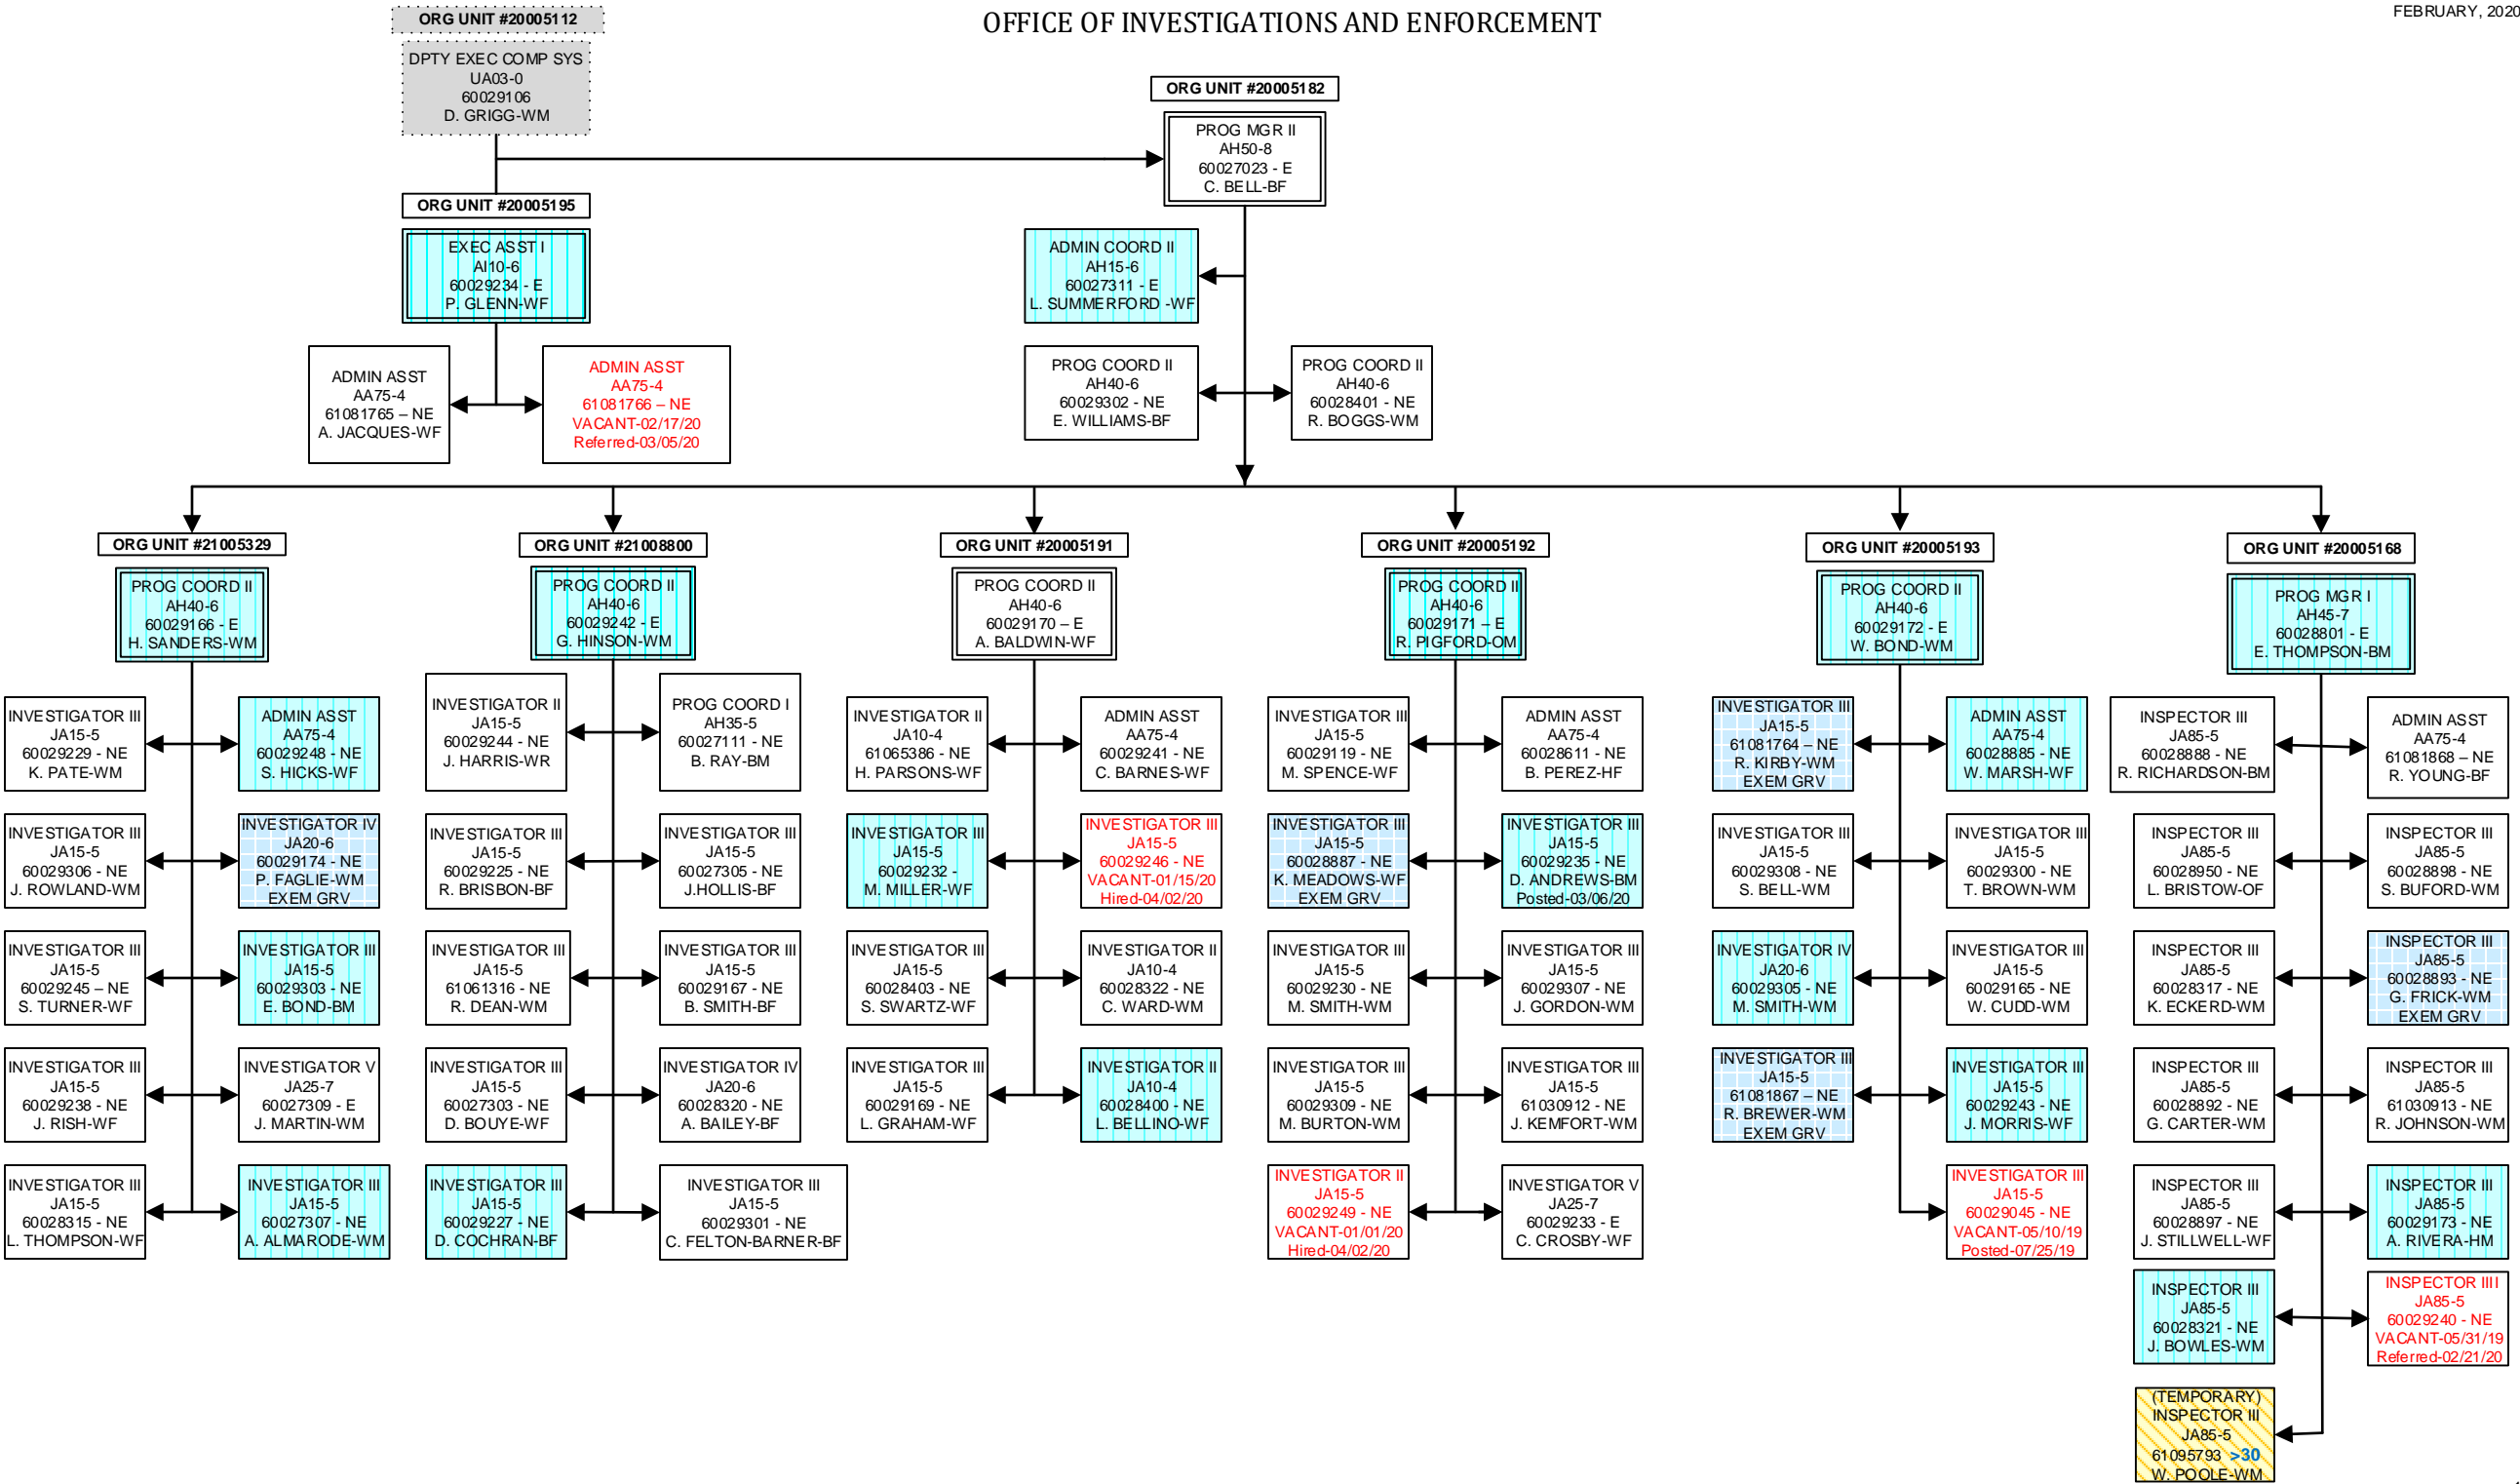 OFFICE OF INVESTIGATIONS AND ENFORCEMENT
FEBRUARY, 2020
ORG UNIT #20005112
DPTY EXEC COMP SYS
UA03-0
60029106
D. GRIGG-WM
ORG UNIT #20005182
PROG MGR II
AH50-8
60027023 - E
C. BELL-BF
ORG UNIT #20005195
EXEC ASST I
AI10-6
60029234 - E
P. GLENN-WF
ADMIN COORD II
AH15-6
60027311 - E
L. SUMMERFORD -WF
ADMIN ASST
AA75-4
61081765 – NE
A. JACQUES-WF
ADMIN ASST
AA75-4
61081766 – NE
VACANT-02/17/20
Referred-03/05/20
PROG COORD II
AH40-6
60029302 - NE
E. WILLIAMS-BF
PROG COORD II
AH40-6
60028401 - NE
R. BOGGS-WM
ORG UNIT #21005329
PROG COORD II
AH40-6
60029166 - E
H. SANDERS-WM
INVESTIGATOR III
JA15-5
60029229 - NE
K. PATE-WM
ADMIN ASST
AA75-4
60029248 - NE
S. HICKS-WF
INVESTIGATOR III
JA15-5
60029306 - NE
J. ROWLAND-WM
INVESTIGATOR IV
JA20-6
60029174 - NE
P. FAGLIE-WM
EXEM GRV
INVESTIGATOR III
JA15-5
60029245 – NE
S. TURNER-WF
INVESTIGATOR III
JA15-5
60029303 - NE
E. BOND-BM
INVESTIGATOR III
JA15-5
60029238 - NE
J. RISH-WF
INVESTIGATOR V
JA25-7
60027309 - E
J. MARTIN-WM
INVESTIGATOR III
JA15-5
60028315 - NE
L. THOMPSON-WF
INVESTIGATOR III
JA15-5
60027307 - NE
A. ALMARODE-WM
ORG UNIT #21008800
PROG COORD II
AH40-6
60029242 - E
G. HINSON-WM
INVESTIGATOR II
JA15-5
60029244 - NE
J. HARRIS-WR
PROG COORD I
AH35-5
60027111 - NE
B. RAY-BM
INVESTIGATOR III
JA15-5
60029225 - NE
R. BRISBON-BF
INVESTIGATOR III
JA15-5
60027305 - NE
J.HOLLIS-BF
INVESTIGATOR III
JA15-5
61061316 - NE
R. DEAN-WM
INVESTIGATOR III
JA15-5
60029167 - NE
B. SMITH-BF
INVESTIGATOR III
JA15-5
60027303 - NE
D. BOUYE-WF
INVESTIGATOR IV
JA20-6
60028320 - NE
A. BAILEY-BF
INVESTIGATOR III
JA15-5
60029227 - NE
D. COCHRAN-BF
INVESTIGATOR III
JA15-5
60029301 - NE
C. FELTON-BARNER-BF
ORG UNIT #20005191
PROG COORD II
AH40-6
60029170 – E
A. BALDWIN-WF
INVESTIGATOR II
JA10-4
61065386 - NE
H. PARSONS-WF
ADMIN ASST
AA75-4
60029241 - NE
C. BARNES-WF
INVESTIGATOR III
JA15-5
60029232 -
M. MILLER-WF
INVESTIGATOR III
JA15-5
60029246 - NE
VACANT-01/15/20
Hired-04/02/20
INVESTIGATOR III
JA15-5
60028403 - NE
S. SWARTZ-WF
INVESTIGATOR II
JA10-4
60028322 - NE
C. WARD-WM
INVESTIGATOR III
JA15-5
60029169 - NE
L. GRAHAM-WF
INVESTIGATOR II
JA10-4
60028400 - NE
L. BELLINO-WF
ORG UNIT #20005192
PROG COORD II
AH40-6
60029171 – E
R. PIGFORD-OM
INVESTIGATOR III
JA15-5
60029119 - NE
M. SPENCE-WF
ADMIN ASST
AA75-4
60028611 - NE
B. PEREZ-HF
INVESTIGATOR III
JA15-5
60028887 - NE
K. MEADOWS-WF
EXEM GRV
INVESTIGATOR III
JA15-5
60029235 - NE
D. ANDREWS-BM
Posted-03/06/20
INVESTIGATOR III
JA15-5
60029230 - NE
M. SMITH-WM
INVESTIGATOR III
JA15-5
60029307 - NE
J. GORDON-WM
INVESTIGATOR III
JA15-5
60029309 - NE
M. BURTON-WM
INVESTIGATOR III
JA15-5
61030912 - NE
J. KEMFORT-WM
INVESTIGATOR II
JA15-5
60029249 - NE
VACANT-01/01/20
Hired-04/02/20
INVESTIGATOR V
JA25-7
60029233 - E
C. CROSBY-WF
ORG UNIT #20005193
PROG COORD II
AH40-6
60029172 - E
W. BOND-WM
INVESTIGATOR III
JA15-5
61081764 – NE
R. KIRBY-WM
EXEM GRV
ADMIN ASST
AA75-4
60028885 - NE
W. MARSH-WF
INVESTIGATOR III
JA15-5
60029308 - NE
S. BELL-WM
INVESTIGATOR III
JA15-5
60029300 - NE
T. BROWN-WM
INVESTIGATOR IV
JA20-6
60029305 - NE
M. SMITH-WM
INVESTIGATOR III
JA15-5
60029165 - NE
W. CUDD-WM
INVESTIGATOR III
JA15-5
61081867 – NE
R. BREWER-WM
EXEM GRV
INVESTIGATOR III
JA15-5
60029243 - NE
J. MORRIS-WF
INVESTIGATOR III
JA15-5
60029045 - NE
VACANT-05/10/19
Posted-07/25/19
ORG UNIT #20005168
PROG MGR I
AH45-7
60028801 - E
E. THOMPSON-BM
INSPECTOR III
JA85-5
60028888 - NE
R. RICHARDSON-BM
ADMIN ASST
AA75-4
61081868 – NE
R. YOUNG-BF
INSPECTOR III
JA85-5
60028950 - NE
L. BRISTOW-OF
INSPECTOR III
JA85-5
60028898 - NE
S. BUFORD-WM
INSPECTOR III
JA85-5
60028317 - NE
K. ECKERD-WM
INSPECTOR III
JA85-5
60028893 - NE
G. FRICK-WM
EXEM GRV
INSPECTOR III
JA85-5
60028892 - NE
G. CARTER-WM
INSPECTOR III
JA85-5
61030913 - NE
R. JOHNSON-WM
INSPECTOR III
JA85-5
60028897 - NE
J. STILLWELL-WF
INSPECTOR III
JA85-5
60029173 - NE
A. RIVERA-HM
INSPECTOR III
JA85-5
60028321 - NE
J. BOWLES-WM
INSPECTOR IIII
JA85-5
60029240 - NE
VACANT-05/31/19
Referred-02/21/20
(TEMPORARY)
INSPECTOR III
JA85-5
61095793 >30
W. POOLE-WM